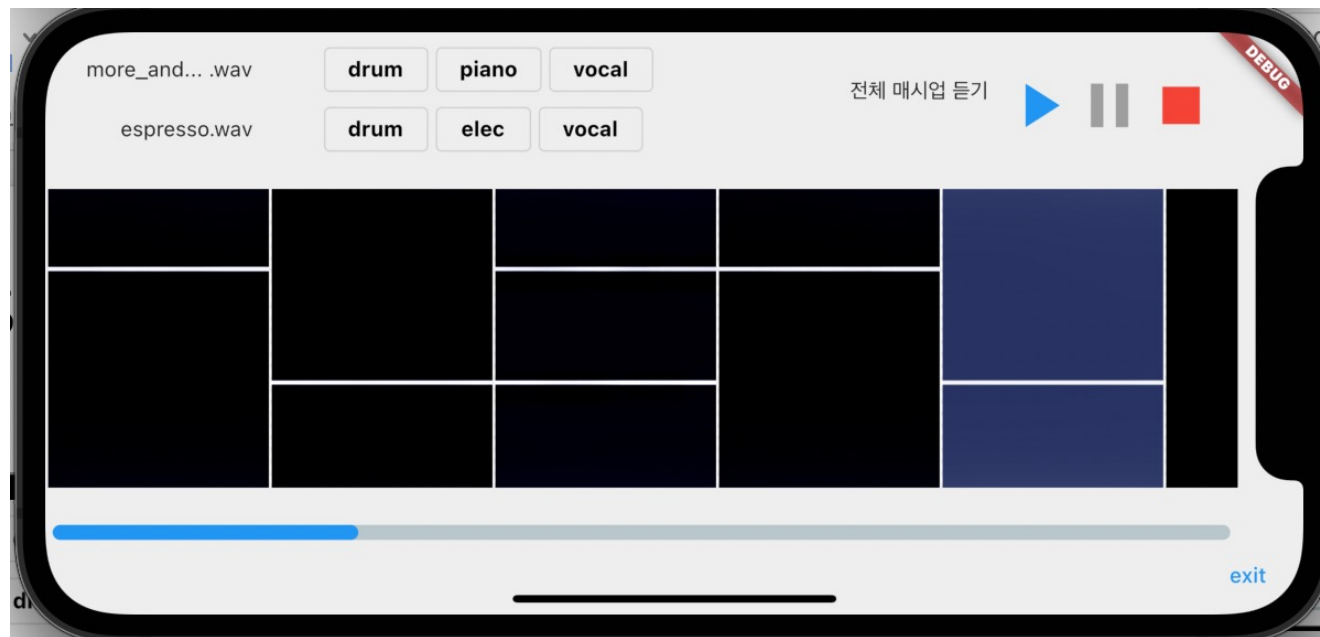 more_and... .wav drum piano vocal
espresso.wav drum elec vocal
전체 매시업 듣기
DEBUG
exit